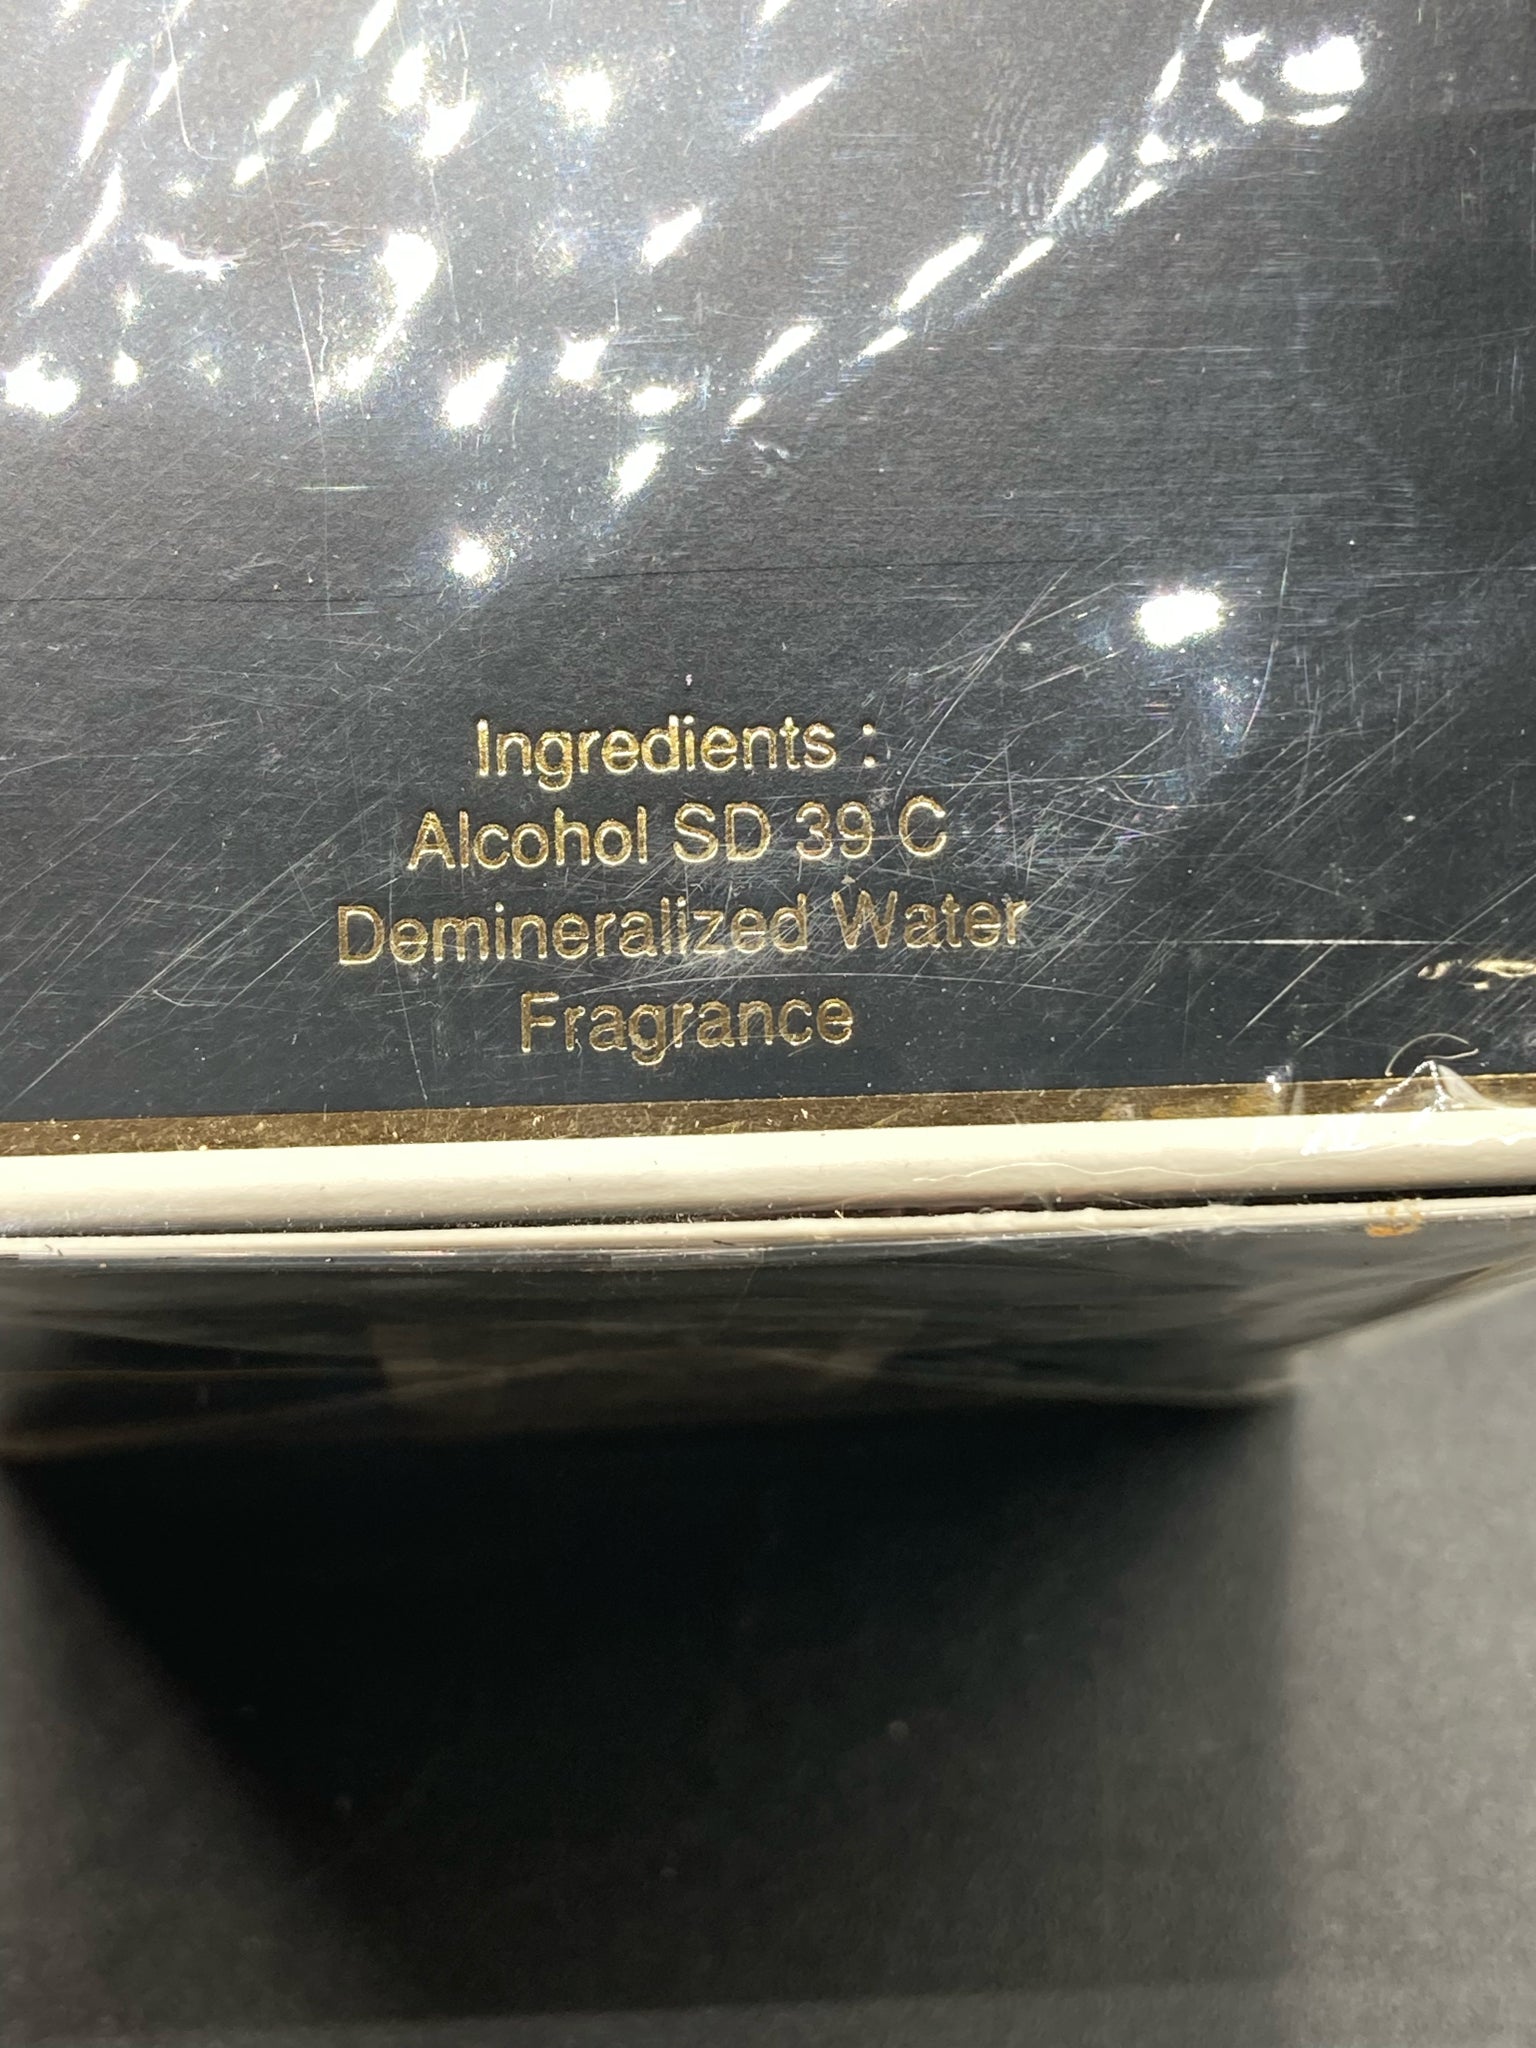 Ingredients :
Alcohol SD 39 C
Demineralized Water
Fragrance